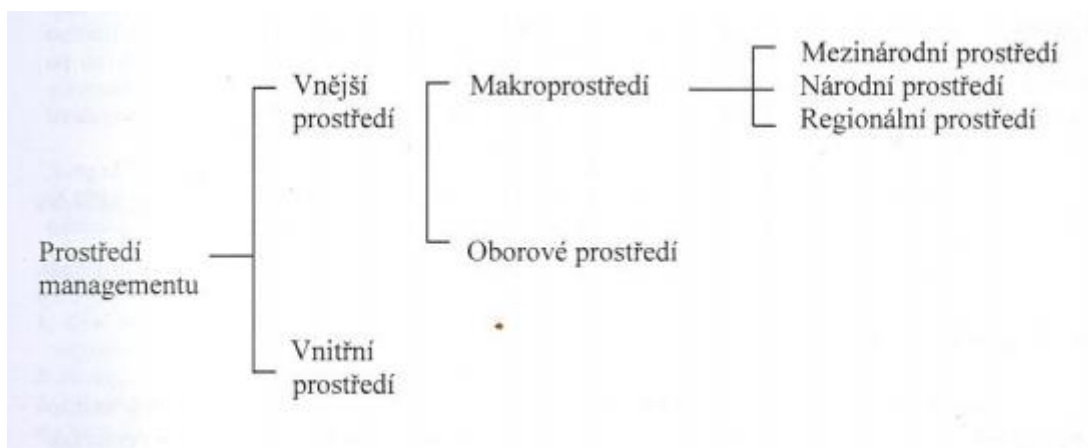 Vnější
prostředí
Makroprostředí
Mezinárodní prostředí
Národní prostředí
Regionální prostředí
Prostředí
managementu
Oborové prostředí
Vnitřní
prostředí